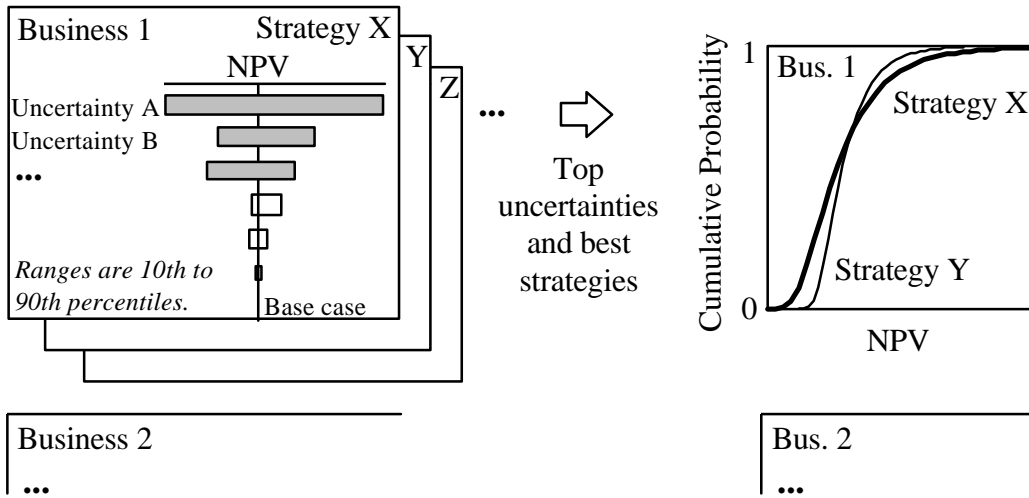 Business 1
Strategy X
Y
Z
NPV
Uncertainty A
Uncertainty B
...
Ranges are 10th to
90th percentiles.
Base case
...
Top
uncertainties
and best
strategies
Cumulative Probability
1
0
Bus. 1
Strategy X
Strategy Y
NPV
Business 2
...
Bus. 2
...